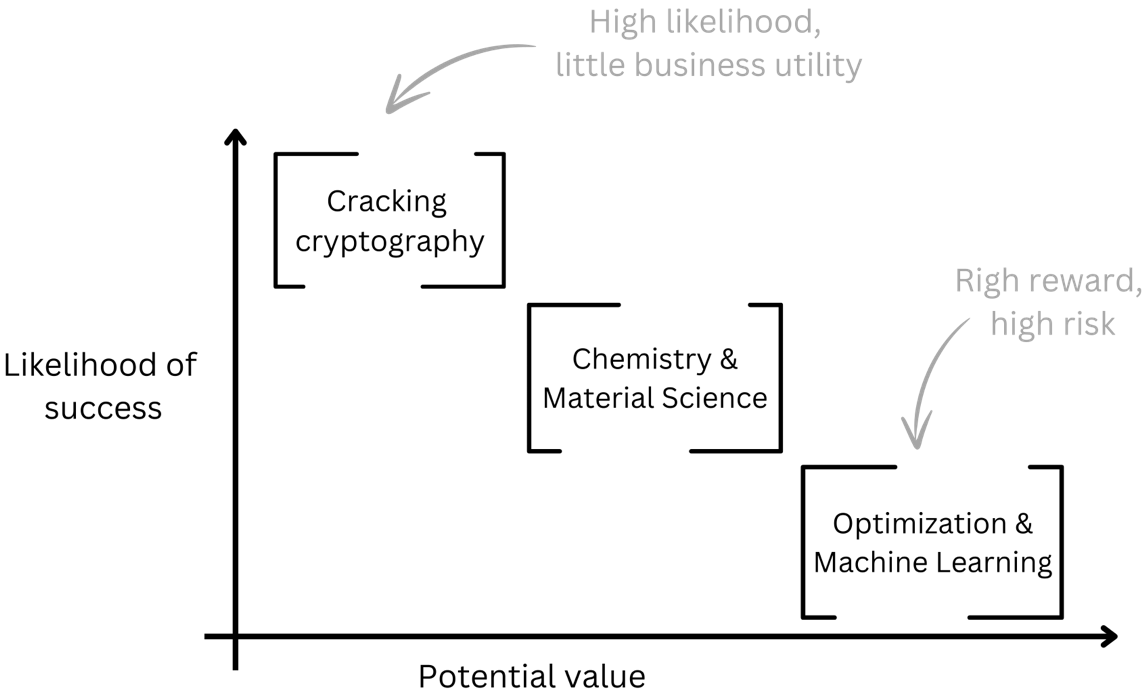 High likelihood,
little business utility
Cracking
cryptography
Righ reward,
high risk
Likelihood of
success
Chemistry &
Material Science
Optimization &
Machine Learning
Potential value